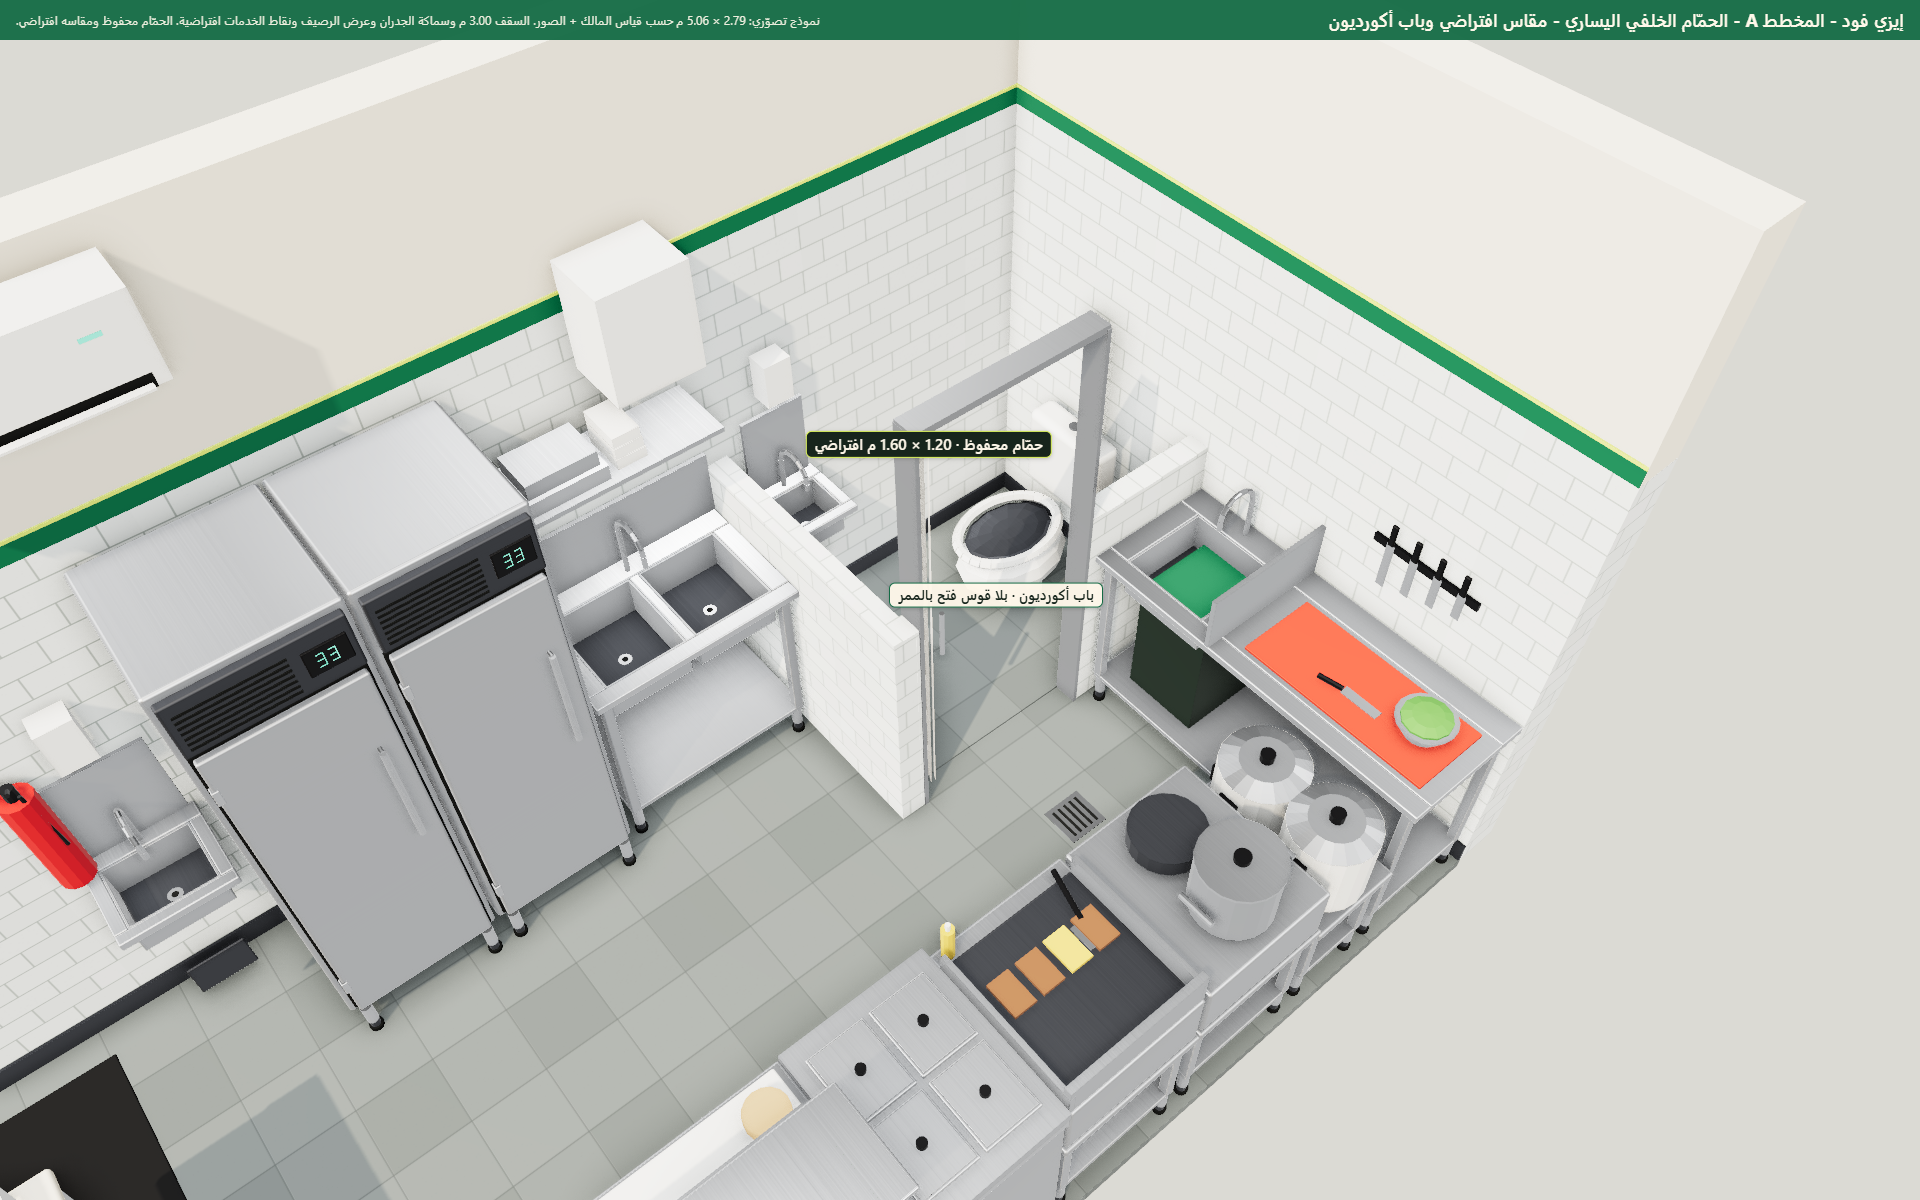 إيزي فود - المخطط A - الحمّام الخلفي اليساري - مقاس افتراضي وباب أكورديون
نموذج تصوّري: 2.79 × 5.06 م حسب قياس المالك + الصور. السقف 3.00 م وسماكة الجدران وعرض الرصيف ونقاط الخدمات افتراضية. الحمّام محفوظ ومقاسه افتراضي.
حمّام محفوظ · 1.20 × 1.60 م افتراضي
33
باب أكورديون · بلا قوس فتح بالممر
33